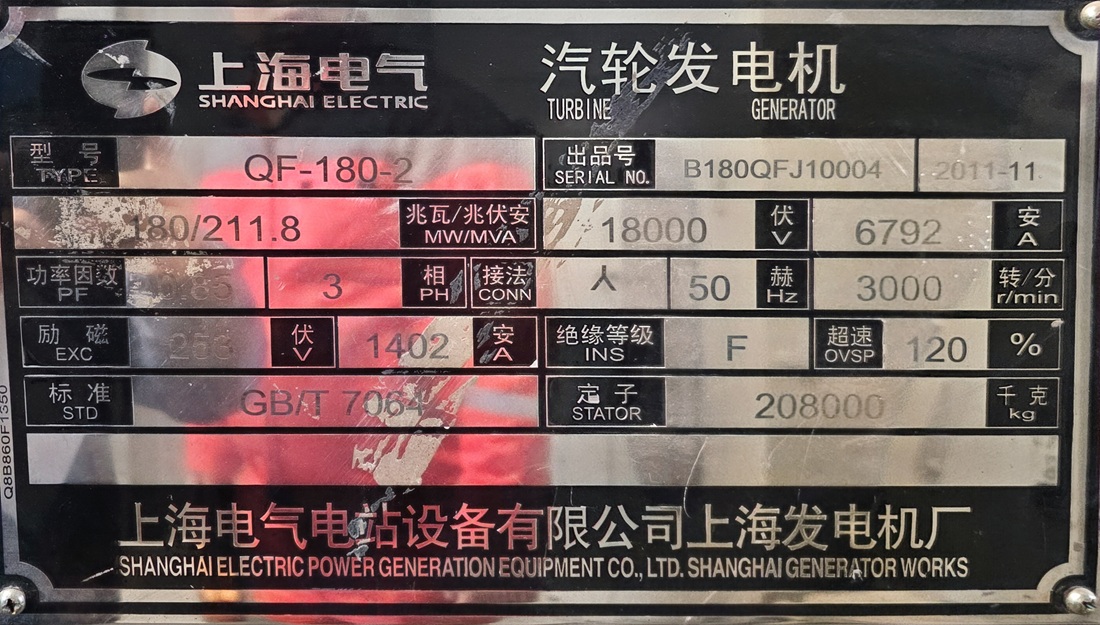 上海电气
SHANGHAI ELECTRIC
汽轮发电机
TURBINE GENERATOR
型 号 TYPE QF-180-2 出品号 SERIAL NO. B180QFJ10004 2011-11
180/211.8 兆瓦/兆伏安 MW/MVA 18000 伏 V 6792 安 A
功率因数 PF 0.85 3 相 PH 接法 CONN 人 50 赫 Hz 3000 转/分 r/min
励 磁 EXC 伏 V 1402 安 A 绝缘等级 INS F 超速 OVSP 120 %
标 准 STD GB/T 7064 定 子 STATOR 208000 千克 kg
上海电气电站设备有限公司上海发电机厂
SHANGHAI ELECTRIC POWER GENERATION EQUIPMENT CO., LTD. SHANGHAI GENERATOR WORKS
Q8B860F1350